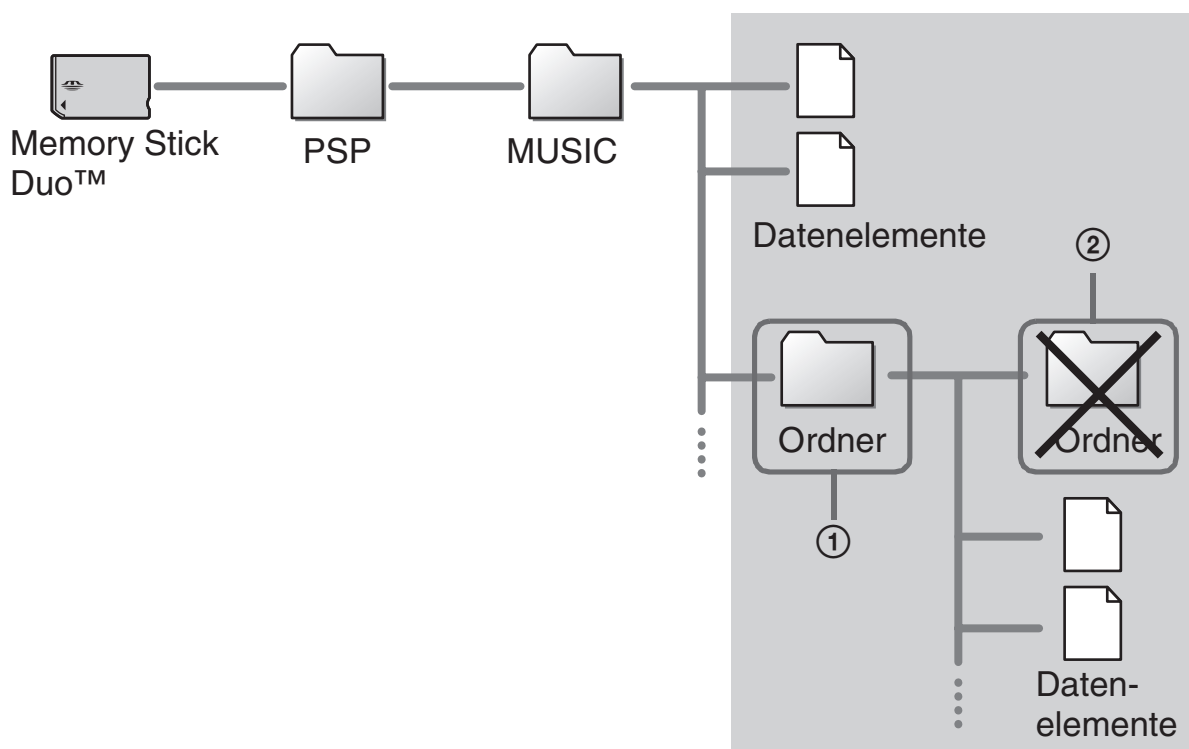 Memory Stick
Duo™
PSP
MUSIC
Datenelemente
②
Ordner
Ordner
①
Daten-
elemente